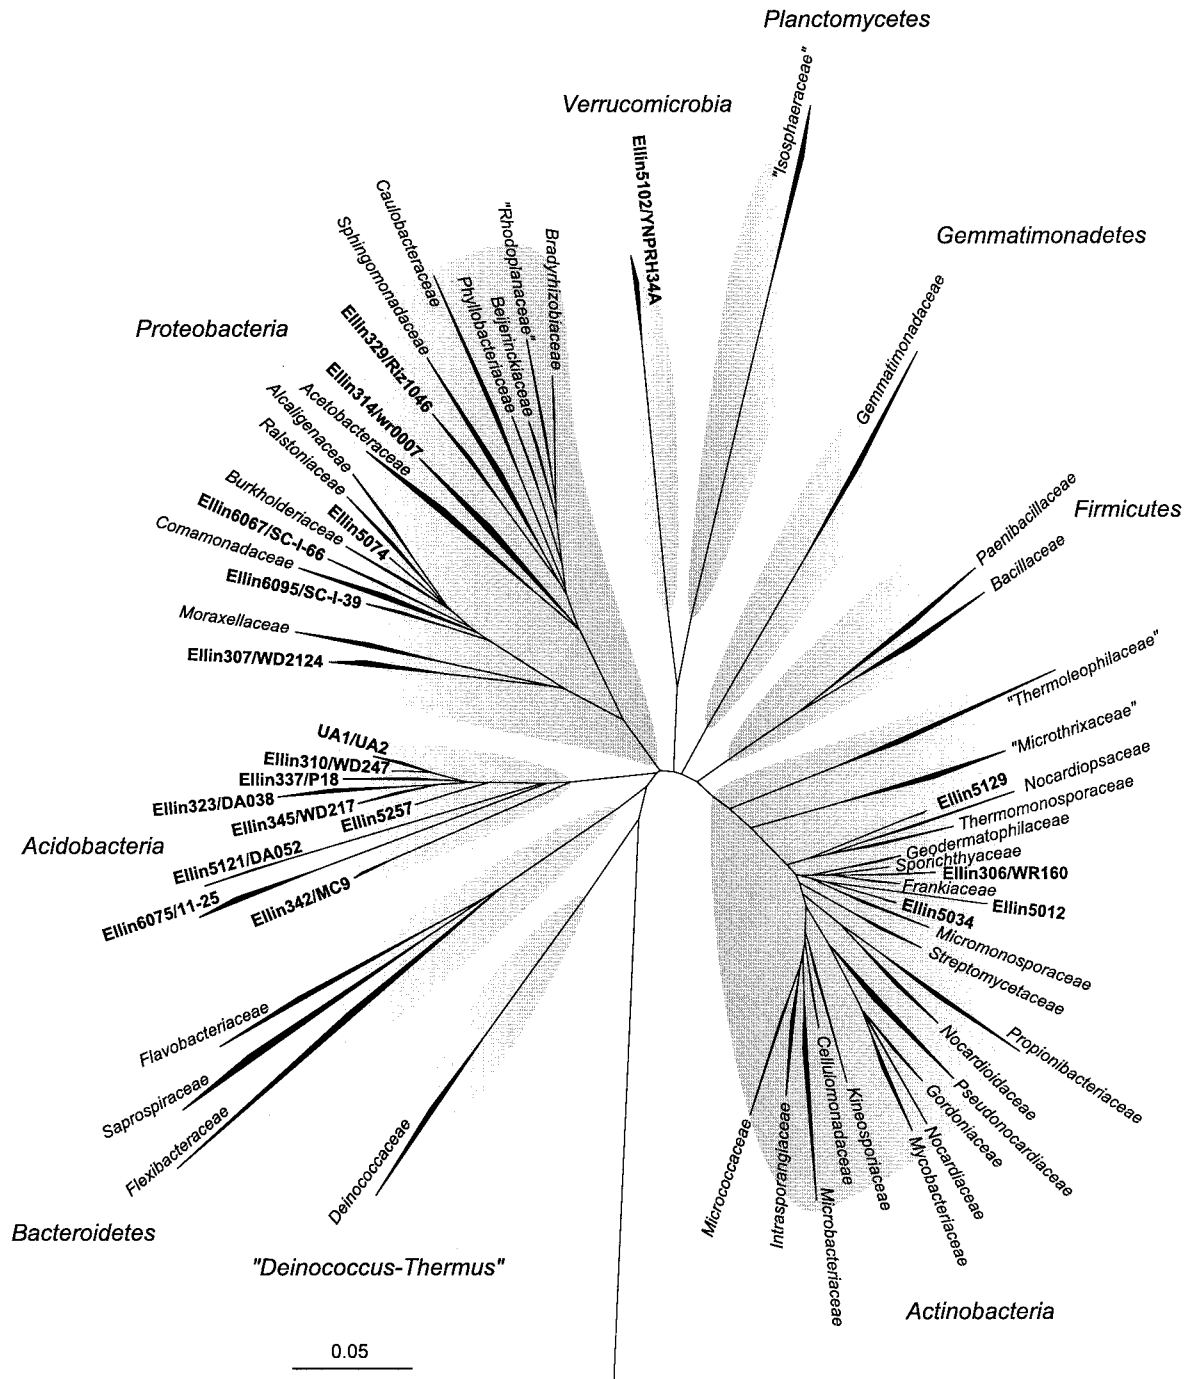 Planctomycetes
"Isosphaeraceae"
Verrucomicrobia
Ellin5102/YNPRH34A
Gemmatimonadetes
Gemmatimonadaceae
Caulobacteraceae
Sphingomonadaceae
"Rhodoplanaceae"
Bradyrhizobiaceae
Beijerinckiaceae
Phyllobacteriaceae
Proteobacteria
Ellin329/Riz1046
Ellin314/wr0007
Acetobacteraceae
Alcaligenaceae
Ralstoniaceae
Ellin5074
Burkholderiaceae
Ellin6067/SC-I-66
Comamonadaceae
Ellin6095/SC-I-39
Moraxellaceae
Ellin307/WD2124
Firmicutes
Paenibacillaceae
Bacillaceae
"Thermoleophilaceae"
"Microthrixaceae"
Nocardiopsaceae
Ellin5129
Thermomonosporaceae
Geodermatophilaceae
Sporichthyaceae
Ellin306/WR160
Frankiaceae
Ellin5012
Ellin5034
Micromonosporaceae
Streptomycetaceae
Propionibacteriaceae
Nocardioidaceae
Pseudonocardiaceae
Gordoniaceae
Nocardiaceae
Mycobacteriaceae
Kineosporiaceae
Cellulomonadaceae
Microbacteriaceae
Intrasporangiaceae
Micrococcaceae
Actinobacteria
UA1/UA2
Ellin310/WD247
Ellin337/P18
Ellin323/DA038
Ellin345/WD217
Ellin5257
Acidobacteria
Ellin5121/DA052
Ellin6075/11-25
Ellin342/MC9
Flavobacteriaceae
Saprospiraceae
Flexibacteraceae
Bacteroidetes
Deinococcaceae
"Deinococcus-Thermus"
0.05